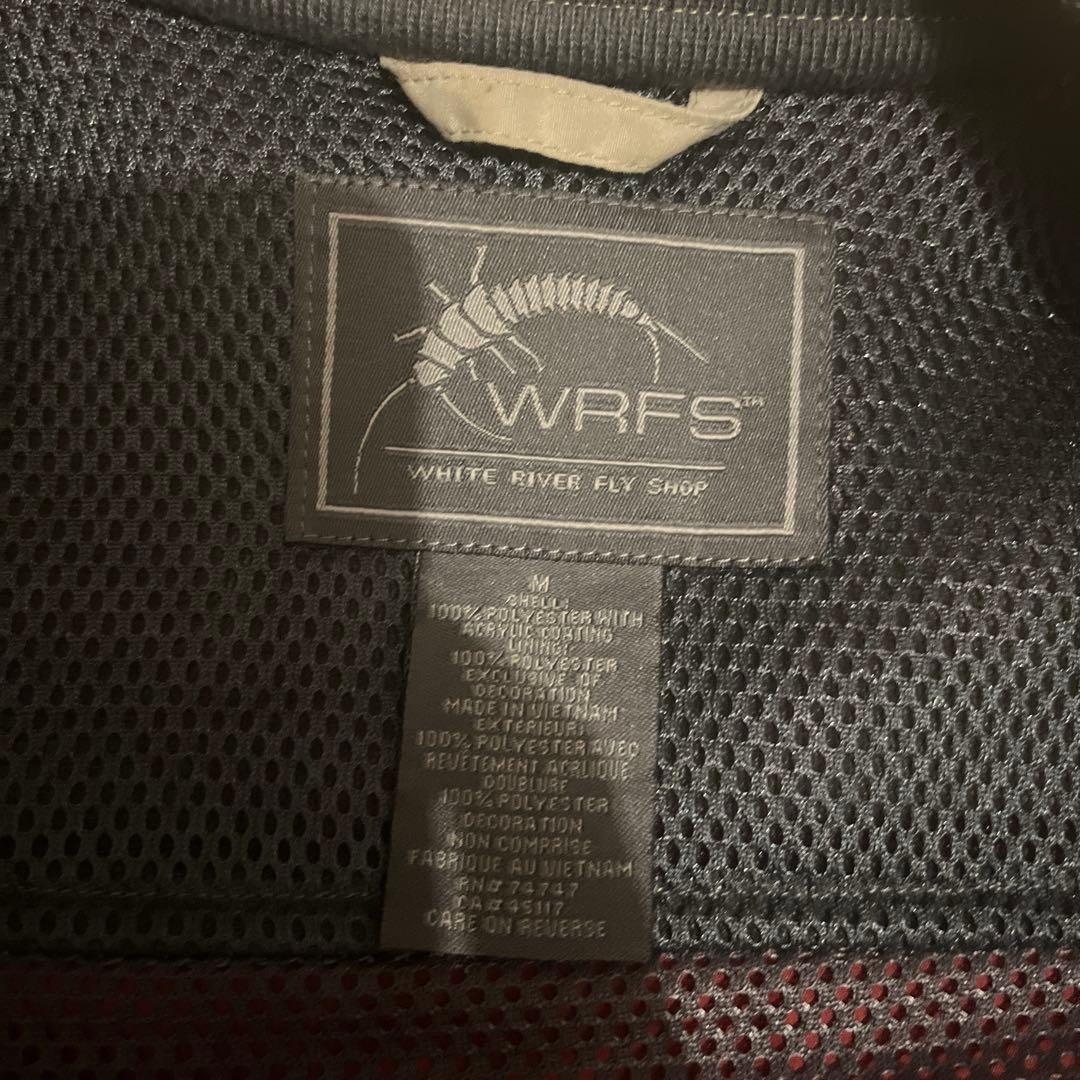 WRFS™
WHITE RIVER FLY SHOP
M
SHELL:
100% POLYESTER WITH
ACRYLIC COATING
LINING:
100% POLYESTER
EXCLUSIVE OF
DECORATION
MADE IN VIETNAM
EXTERIEUR:
100% POLYESTER AVEC
REVETEMENT ACRLIQUE
DOUBLURE
100% POLYESTER
DECORATION
NON COMPRISE
FABRIQUE AU VIETNAM
RN# 74747
CA# 45117
CARE ON REVERSE